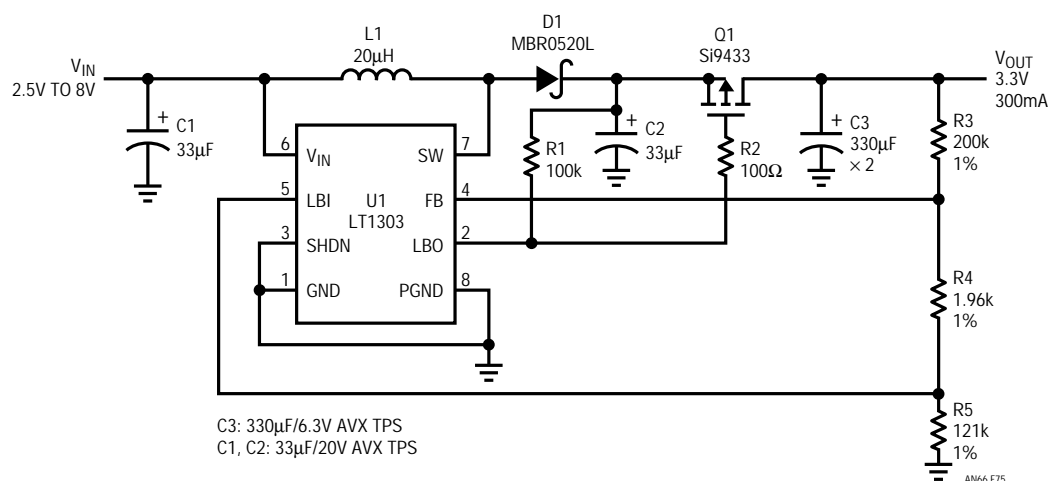 V_IN
2.5V TO 8V
L1
20µH
D1
MBR0520L
Q1
Si9433
V_OUT
3.3V
300mA
+
C1
33µF
6
V_IN
SW
7
5
LBI
FB
4
U1
LT1303
3
SHDN
LBO
2
1
GND
PGND
8
R1
100k
+
C2
33µF
R2
100Ω
+
C3
330µF
× 2
R3
200k
1%
R4
1.96k
1%
R5
121k
1%
C3: 330µF/6.3V AVX TPS
C1, C2: 33µF/20V AVX TPS
AN66 F75